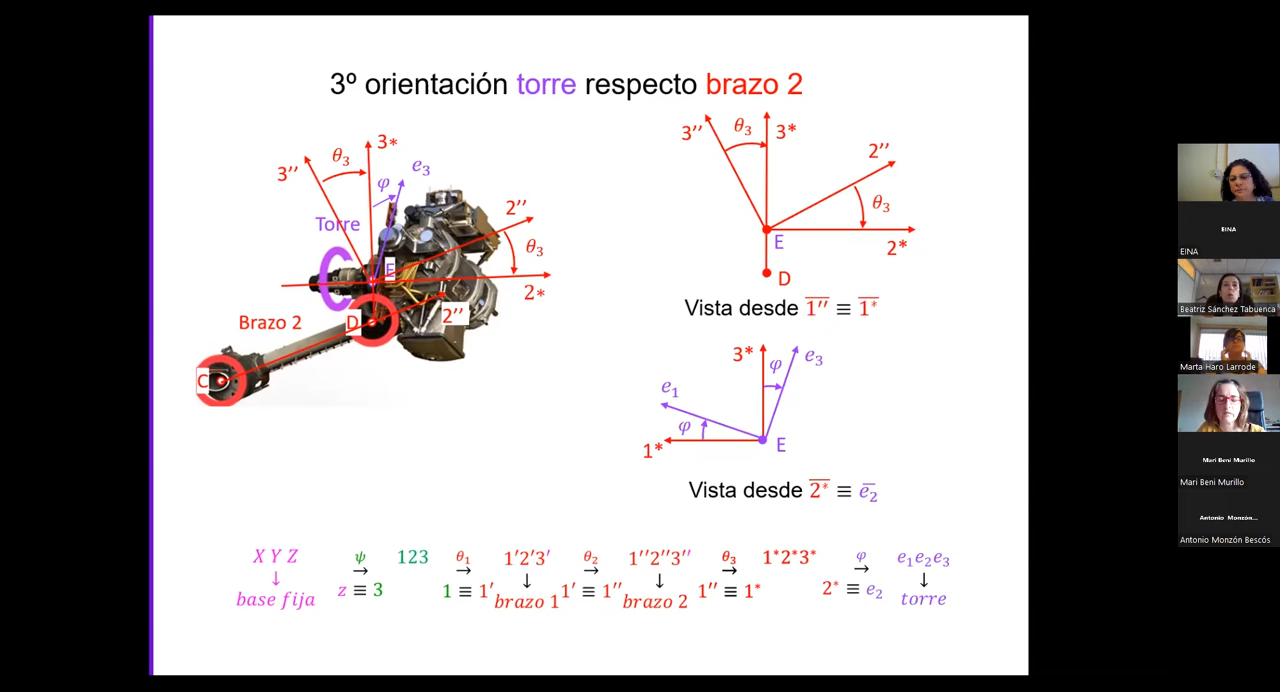 3º orientación torre respecto brazo 2
3''
θ₃
3*
φ
e₃
Torre
2''
θ₃
E
2*
Brazo 2
D
2''
C
3''
θ₃
3*
2''
θ₃
E
2*
D
Vista desde 1'' ≡ 1*
3*
φ
e₃
e₁
φ
1*
E
Vista desde 2* ≡ e₂
X Y Z ψ 123 θ₁ 1'2'3' θ₂ 1''2''3'' θ₃ 1*2*3* φ e₁e₂e₃
↓ → → ↓ → ↓ → → ↓
base fija z ≡ 3 1 ≡ 1' brazo 1 1' ≡ 1'' brazo 2 1'' ≡ 1* 2* ≡ e₂ torre
EINA
EINA
Beatriz Sánchez Tabuenca
Marta Haro Larrode
Mari Beni Murillo
Mari Beni Murillo
Antonio Monzón...
Antonio Monzón Bescós